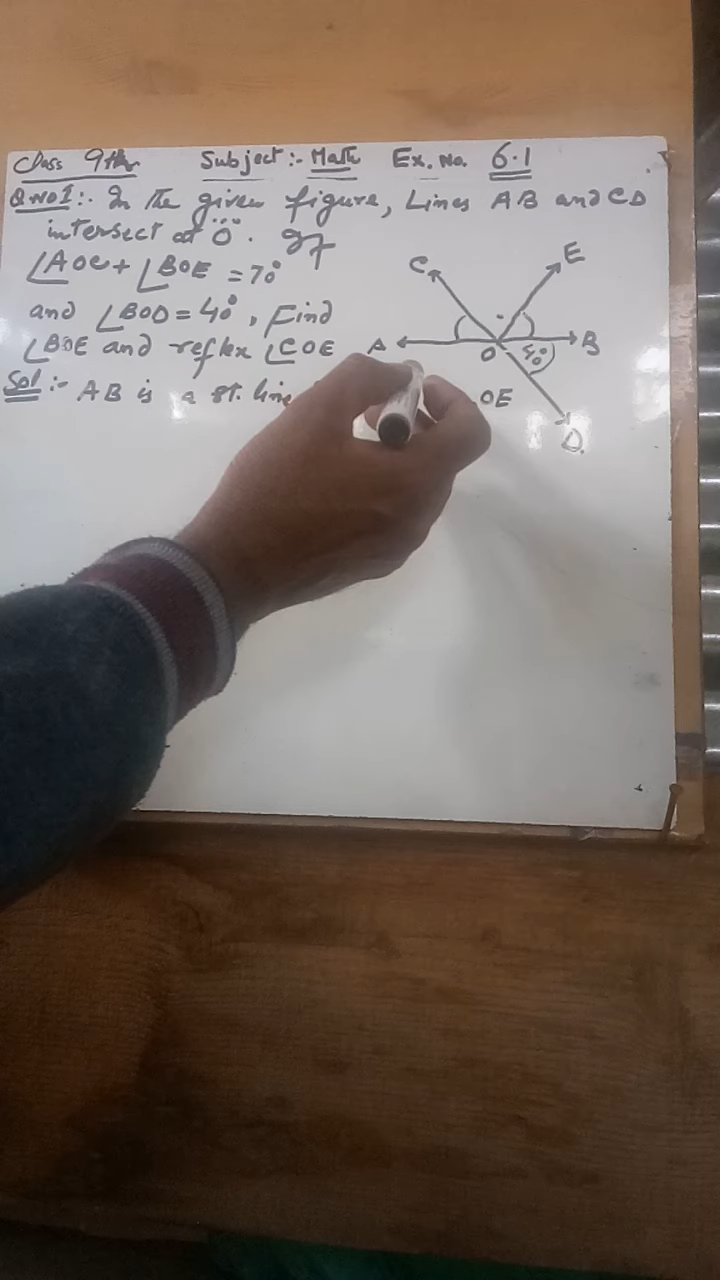 Class 9th Subject :- Math Ex. No. 6.1
Q.NO1:- In the given figure, Lines AB and CD
intersect at "O". If
∠AOC + ∠BOE = 70°
and ∠BOD = 40°, Find
∠BOE and reflex ∠COE
Sol :- AB is a st. line OE
C E
A O 40° B
D